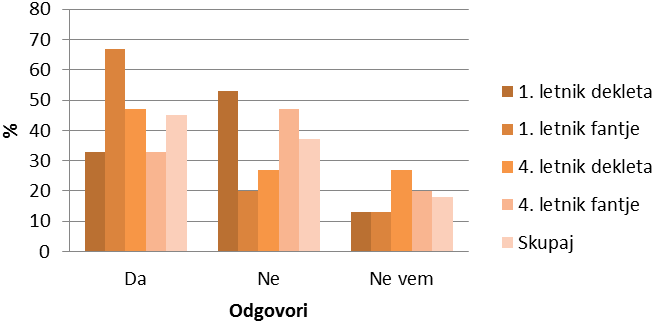 80
70
60
50
40
30
20
10
0
%
Da
Ne
Ne vem
Odgovori
1. letnik dekleta
1. letnik fantje
4. letnik dekleta
4. letnik fantje
Skupaj